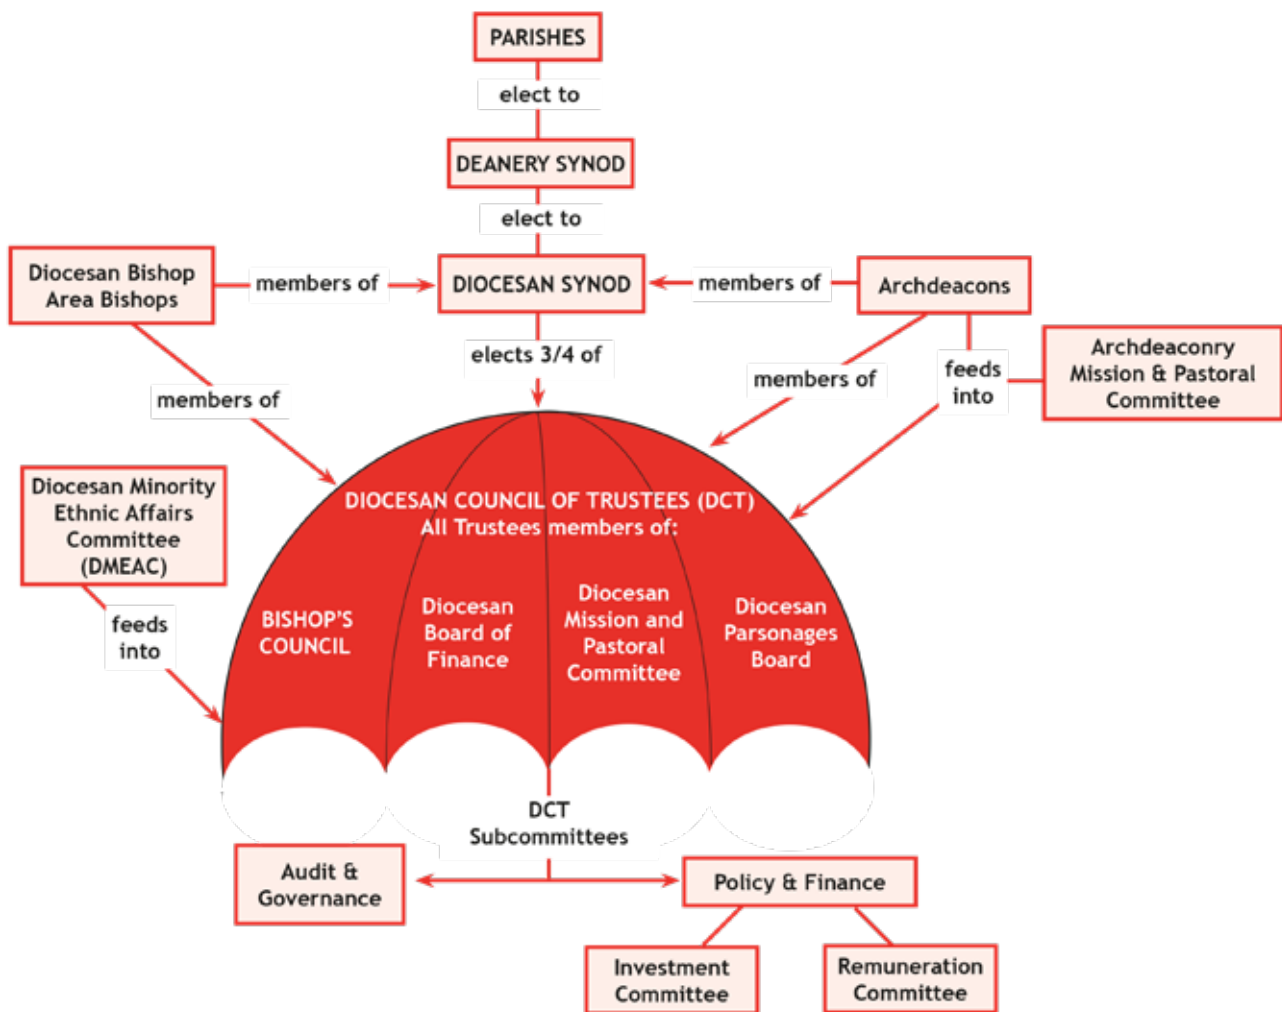 PARISHES
elect to
DEANERY SYNOD
elect to
Diocesan Bishop
Area Bishops
members of
DIOCESAN SYNOD
members of
Archdeacons
elects 3/4 of
members of
members of
feeds
into
Archdeaconry
Mission & Pastoral
Committee
Diocesan Minority
Ethnic Affairs
Committee
(DMEAC)
feeds
into
DIOCESAN COUNCIL OF TRUSTEES (DCT)
All Trustees members of:
BISHOP'S
COUNCIL
Diocesan
Board of
Finance
Diocesan
Mission and
Pastoral
Committee
Diocesan
Parsonages
Board
DCT
Subcommittees
Audit &
Governance
Policy & Finance
Investment
Committee
Remuneration
Committee